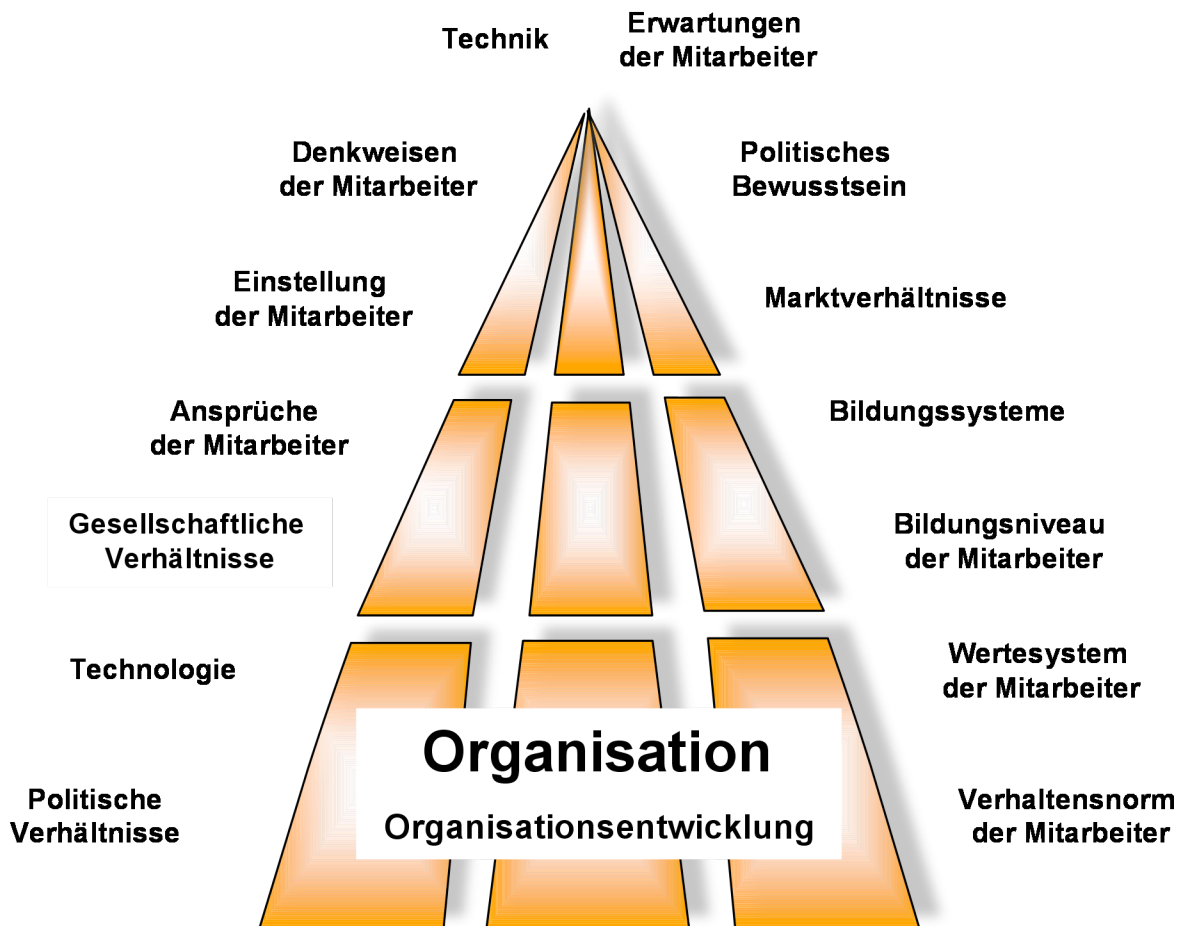 Technik
Erwartungen
der Mitarbeiter
Denkweisen
der Mitarbeiter
Politisches
Bewusstsein
Einstellung
der Mitarbeiter
Marktverhältnisse
Ansprüche
der Mitarbeiter
Bildungssysteme
Gesellschaftliche
Verhältnisse
Bildungsniveau
der Mitarbeiter
Technologie
Wertesystem
der Mitarbeiter
Organisation
Organisationsentwicklung
Politische
Verhältnisse
Verhaltensnorm
der Mitarbeiter